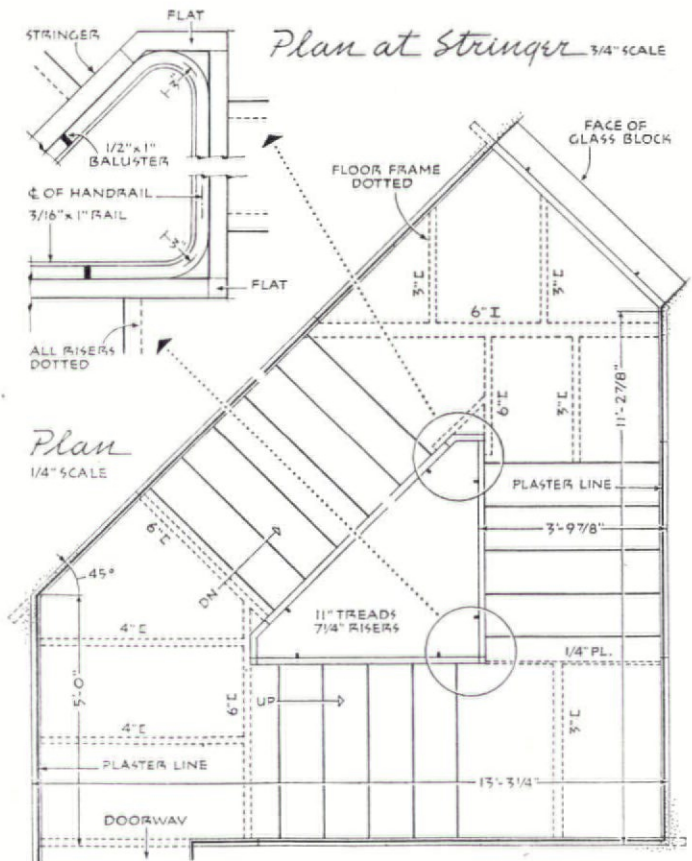 FLAT
STRINGER
Plan at Stringer 3/4" SCALE
1/2" x 1"
BALUSTER
3"
℄ OF HANDRAIL
3/16" x 1" RAIL
3"
FLAT
ALL RISERS
DOTTED
FACE OF
GLASS BLOCK
FLOOR FRAME
DOTTED
3"C
3"C
6"I
6"C
3"C
11'-2 7/8"
Plan
1/4" SCALE
PLASTER LINE
3'-9 7/8"
6"C
45°
DN
11" TREADS
7 1/4" RISERS
4"C
1/4" PL.
5'-0"
6"C
UP
3"C
4"C
PLASTER LINE
13'-3 1/4"
DOORWAY